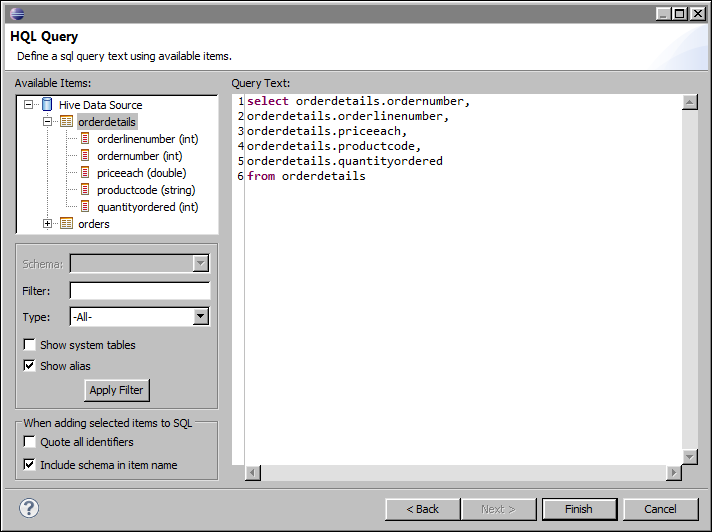 HQL Query
Define a sql query text using available items.
Available Items:
Hive Data Source
orderdetails
orderlinenumber (int)
ordernumber (int)
priceeach (double)
productcode (string)
quantityordered (int)
orders
Schema:
Filter:
Type: -All-
Show system tables
Show alias
Apply Filter
When adding selected items to SQL
Quote all identifiers
Include schema in item name
Query Text:
1 select orderdetails.ordernumber,
2 orderdetails.orderlinenumber,
3 orderdetails.priceeach,
4 orderdetails.productcode,
5 orderdetails.quantityordered
6 from orderdetails
? < Back Next > Finish Cancel